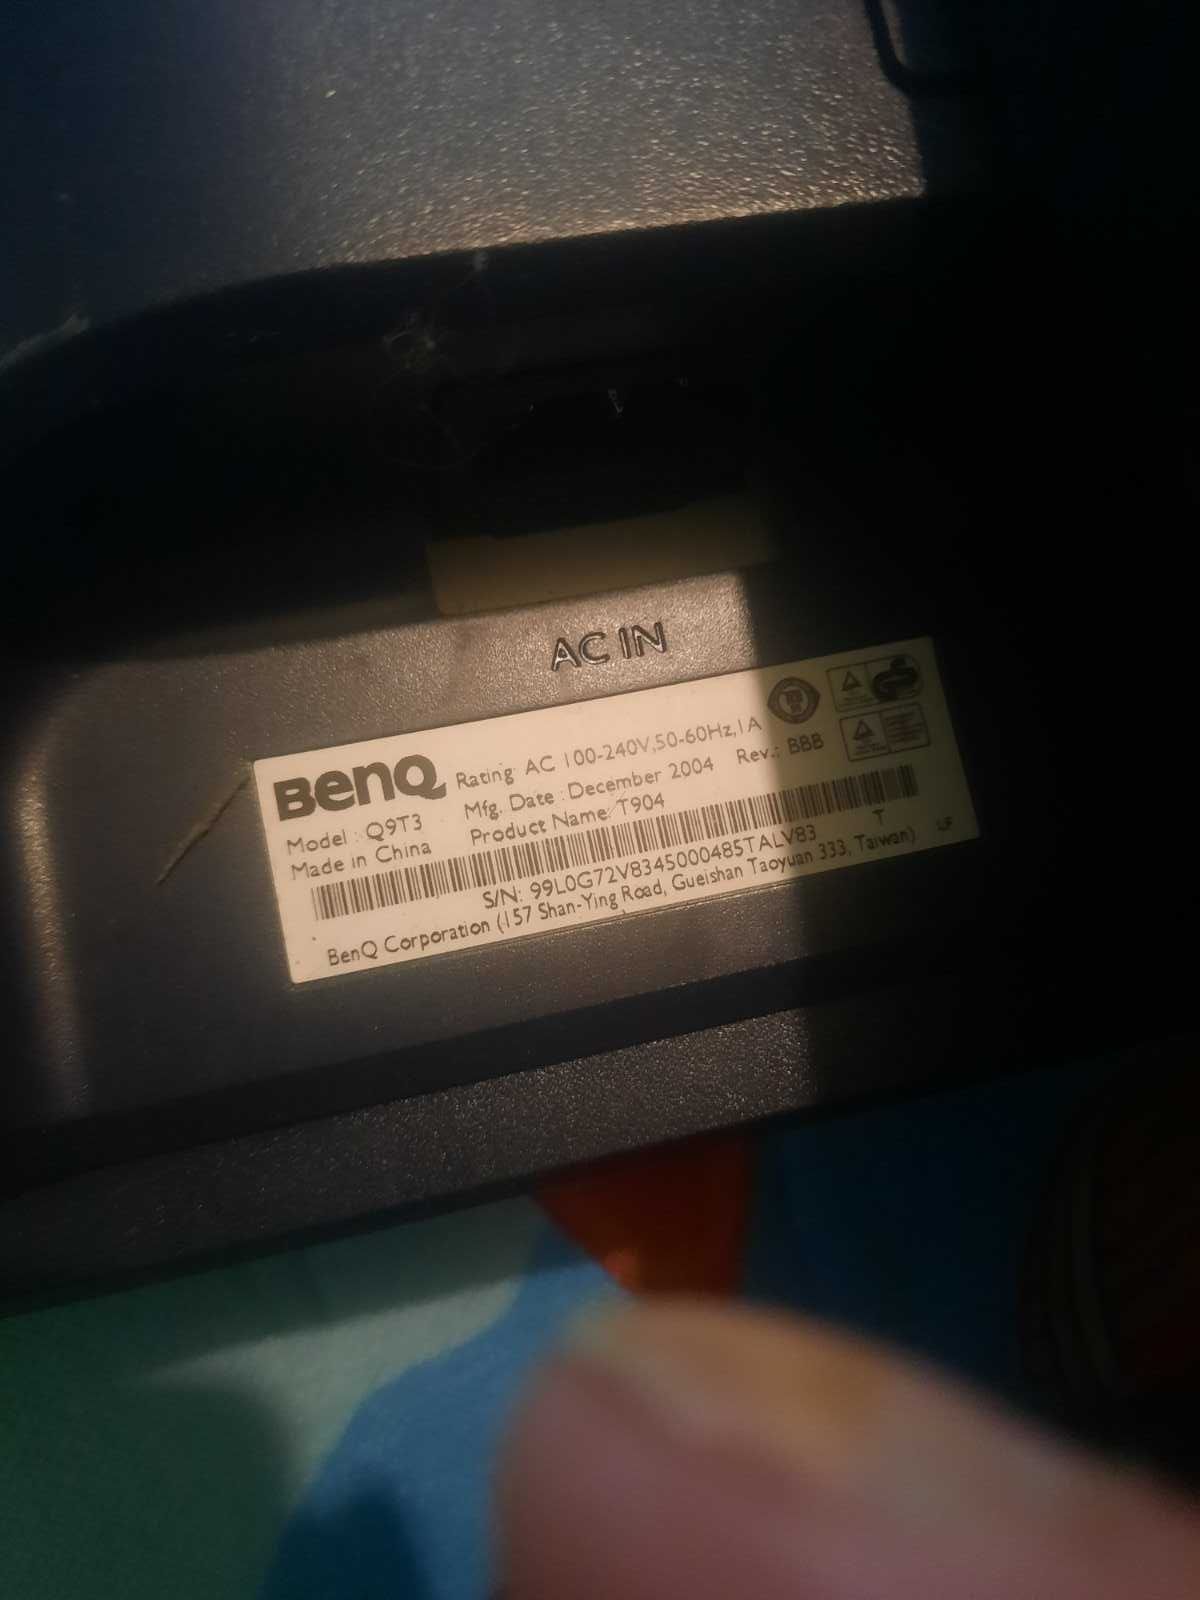 AC IN
BenQ
Rating: AC 100-240V,50-60Hz,1A
Mfg. Date : December 2004 Rev.: BBB
Model : Q9T3
Product Name: T904
Made in China
S/N: 99L0G72V8345000485TALV83 T
BenQ Corporation (157 Shan-Ying Road, Gueishan Taoyuan 333, Taiwan) LF